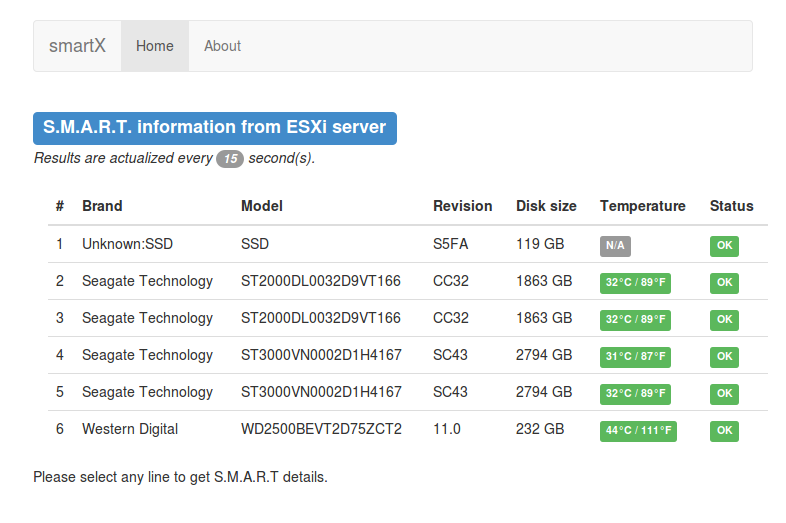 smartX Home About
S.M.A.R.T. information from ESXi server
Results are actualized every 15 second(s).
# Brand Model Revision Disk size Temperature Status
1 Unknown:SSD SSD S5FA 119 GB N/A OK
2 Seagate Technology ST2000DL0032D9VT166 CC32 1863 GB 32°C / 89°F OK
3 Seagate Technology ST2000DL0032D9VT166 CC32 1863 GB 32°C / 89°F OK
4 Seagate Technology ST3000VN0002D1H4167 SC43 2794 GB 31°C / 87°F OK
5 Seagate Technology ST3000VN0002D1H4167 SC43 2794 GB 32°C / 89°F OK
6 Western Digital WD2500BEVT2D75ZCT2 11.0 232 GB 44°C / 111°F OK
Please select any line to get S.M.A.R.T details.